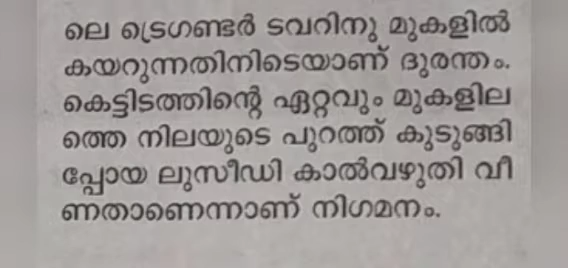 ലെ ട്രെഗണ്ടർ ടവറിനു മുകളിൽ
കയറുന്നതിനിടെയാണ് ദുരന്തം.
കെട്ടിടത്തിന്റെ ഏറ്റവും മുകളില
ത്തെ നിലയുടെ പുറത്ത് കുടുങ്ങി
പ്പോയ ലുസീഡി കാൽവഴുതി വീ
ണതാണെന്നാണ് നിഗമനം.